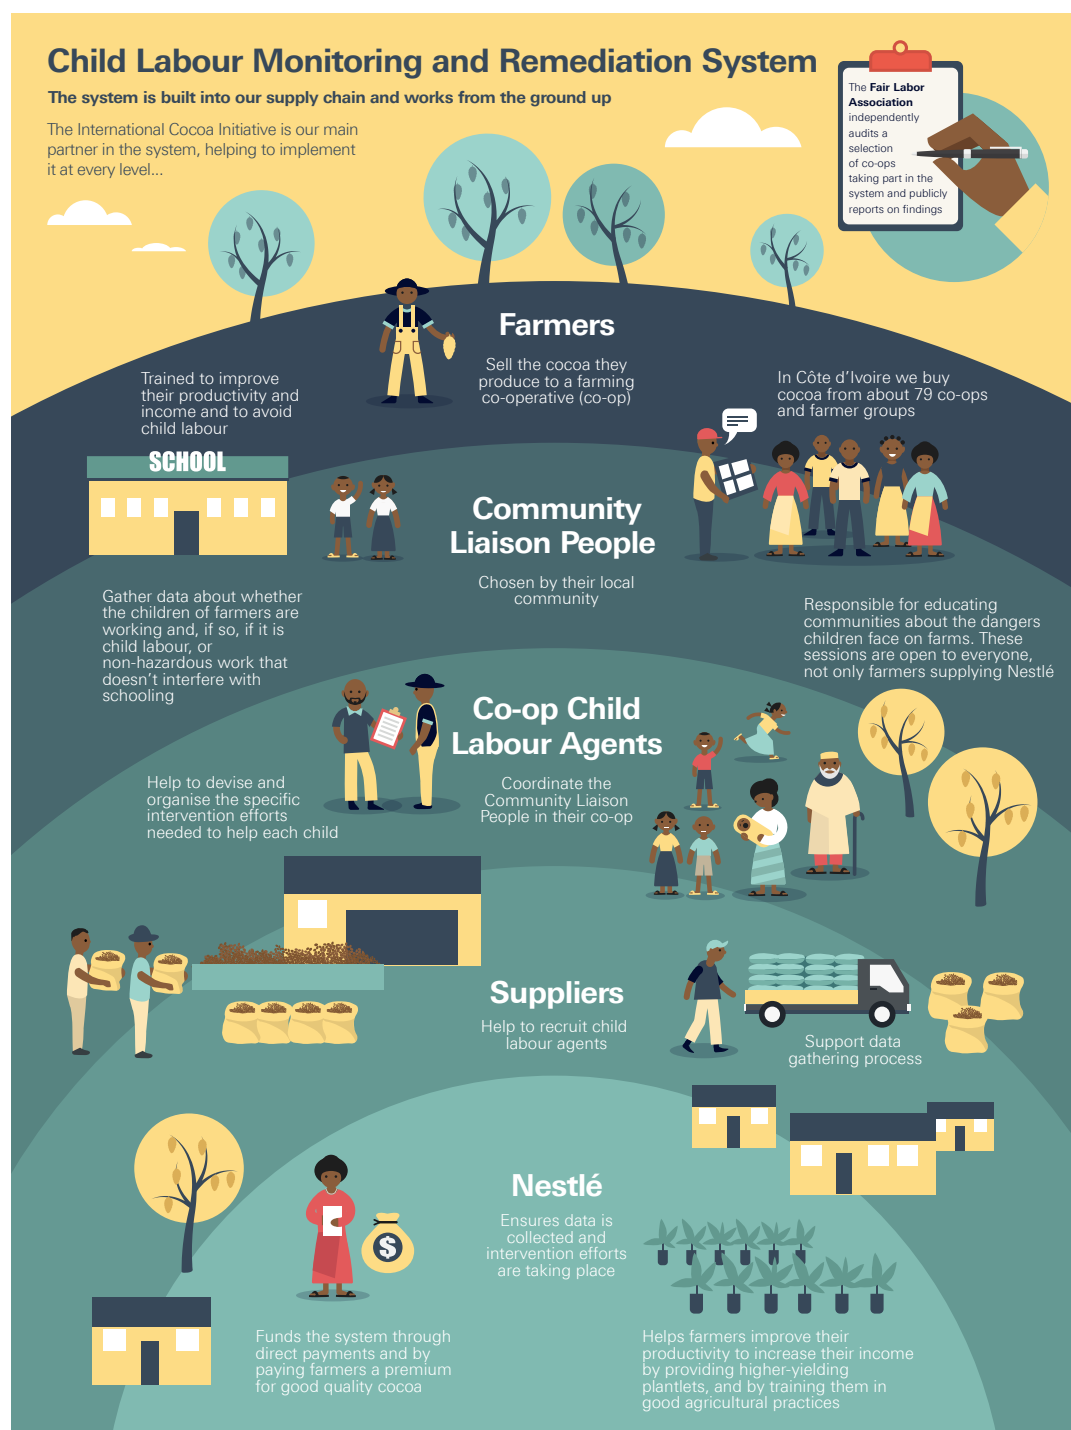 Child Labour Monitoring and Remediation System
The system is built into our supply chain and works from the ground up
The International Cocoa Initiative is our main
partner in the system, helping to implement
it at every level...
The Fair Labor
Association
independently
audits a
selection
of co-ops
taking part in the
system and publicly
reports on findings
Farmers
Sell the cocoa they
produce to a farming
co-operative (co-op)
Trained to improve
their productivity and
income and to avoid
child labour
In Côte d’Ivoire we buy
cocoa from about 79 co-ops
and farmer groups
SCHOOL
Community
Liaison People
Chosen by their local
community
Gather data about whether
the children of farmers are
working and, if so, if it is
child labour, or
non-hazardous work that
doesn’t interfere with
schooling
Responsible for educating
communities about the dangers
children face on farms. These
sessions are open to everyone,
not only farmers supplying Nestlé
Co-op Child
Labour Agents
Coordinate the
Community Liaison
People in their co-op
Help to devise and
organise the specific
intervention efforts
needed to help each child
Suppliers
Help to recruit child
labour agents
Support data
gathering process
Nestlé
Ensures data is
collected and
intervention efforts
are taking place
$
Funds the system through
direct payments and by
paying farmers a premium
for good quality cocoa
Helps farmers improve their
productivity to increase their income
by providing higher-yielding
plantlets, and by training them in
good agricultural practices